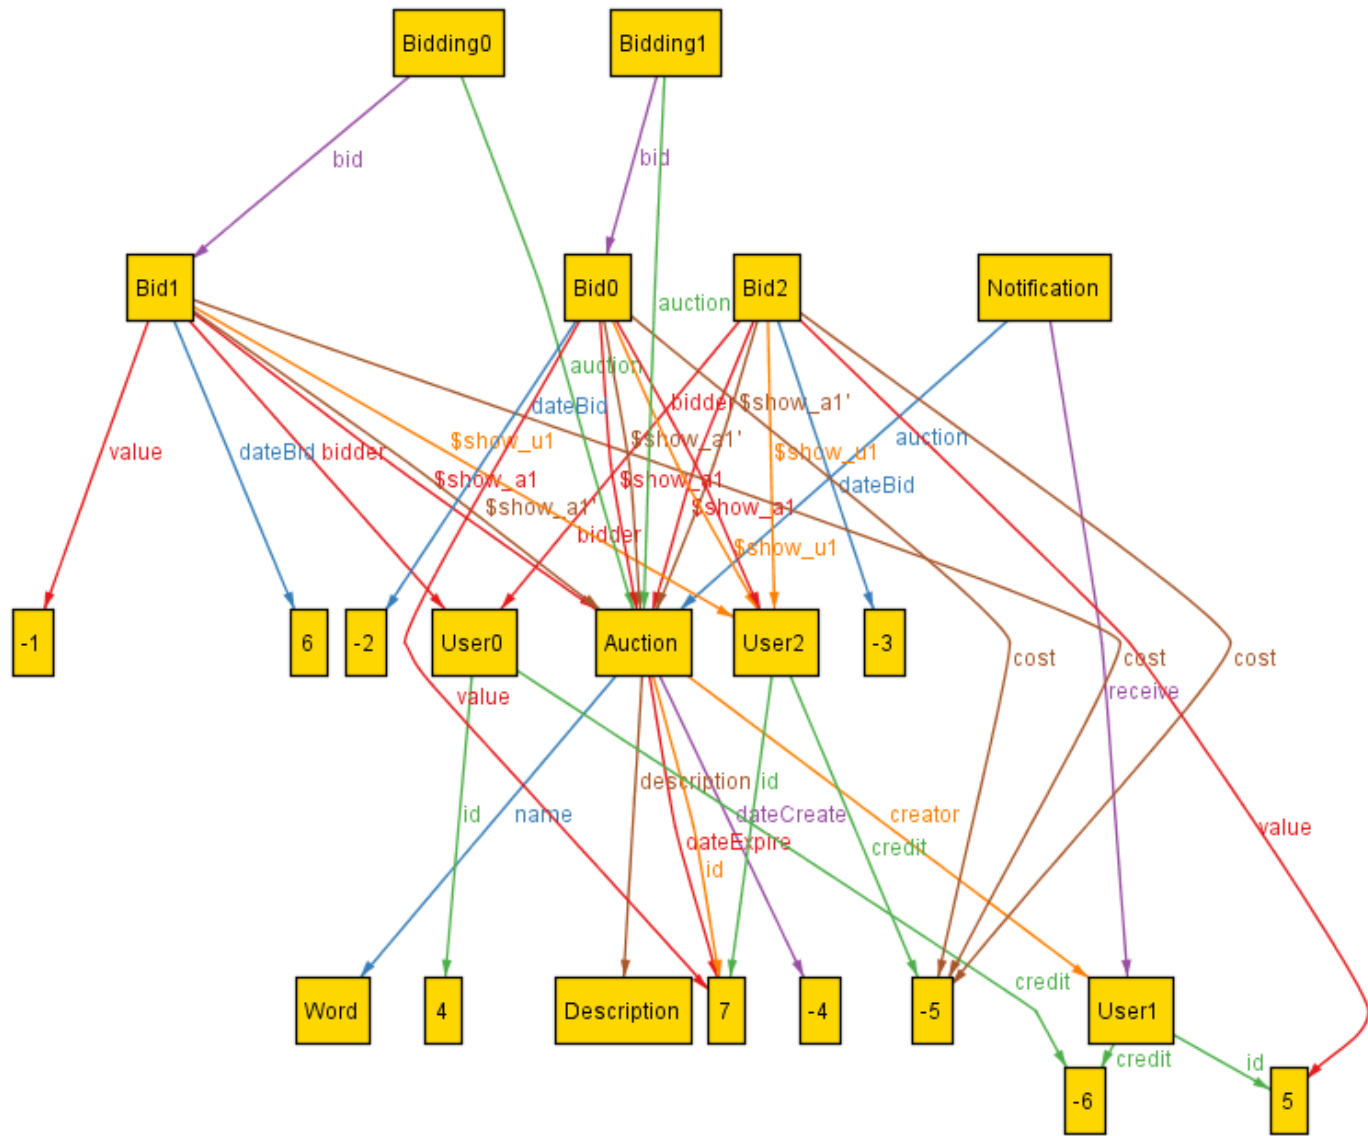 Bidding0
Bidding1
bid
bid
Bid1
Bid0
Bid2
Notification
auction
auction
dateBid
bidder
$show_a1'
auction
value
dateBid
bidder
$show_u1
$show_a1'
$show_u1
$show_a1
$show_a1
dateBid
$show_a1'
$show_a1
bidder
$show_u1
-1
6
-2
User0
Auction
User2
-3
cost
cost
cost
receive
value
description
id
id
name
dateCreate
creator
value
dateExpire
credit
id
Word
4
Description
7
-4
-5
credit
User1
credit
id
-6
5